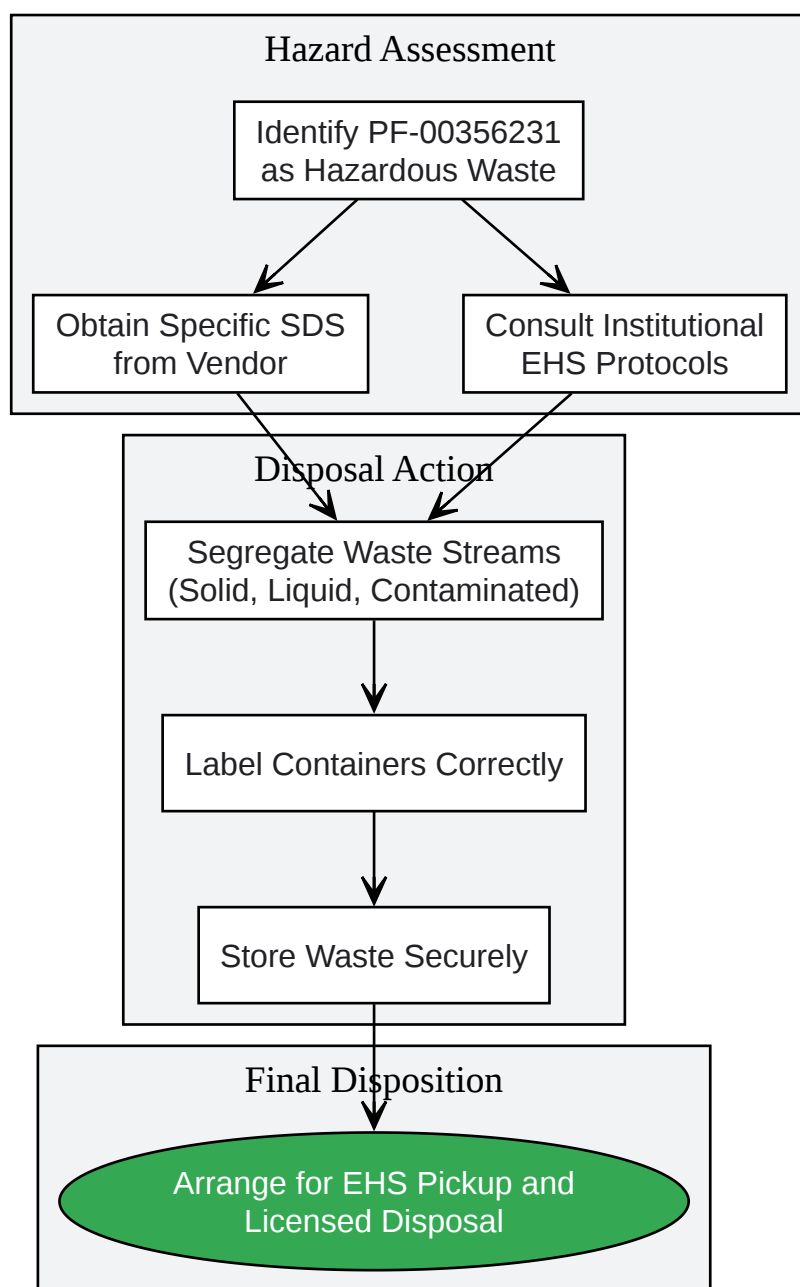 Hazard Assessment
Identify PF-00356231
as Hazardous Waste
Obtain Specific SDS
from Vendor
Consult Institutional
EHS Protocols
Disposal Action
Segregate Waste Streams
(Solid, Liquid, Contaminated)
Label Containers Correctly
Store Waste Securely
Final Disposition
Arrange for EHS Pickup and
Licensed Disposal